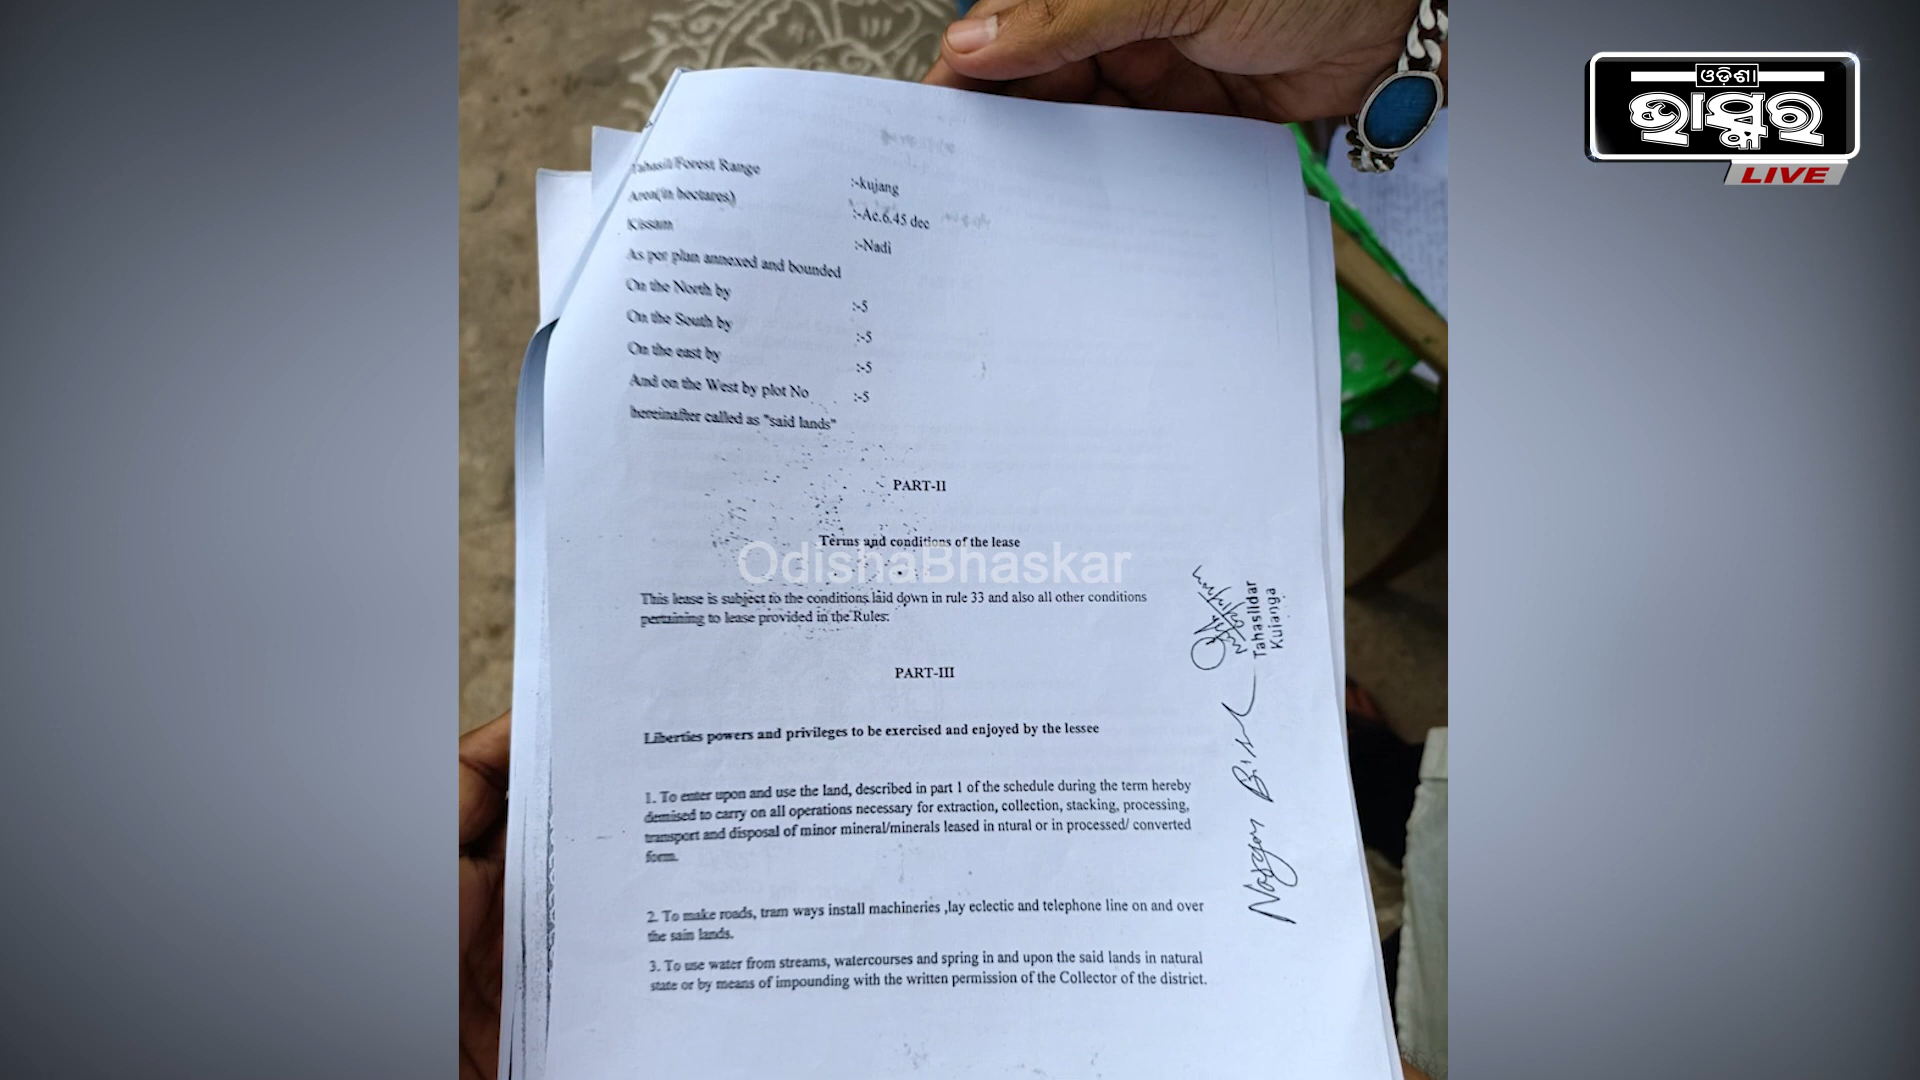 ଓଡ଼ିଶା
ଭାସ୍କର
LIVE
Tahasil/Forest Range :-kujang
Area(in hectares) :-Ac.6.45 dec
Kissam :-Nadi
As per plan annexed and bounded
On the North by :-5
On the South by :-5
On the east by :-5
And on the West by plot No :-5
hereinafter called as "said lands"
PART-II
Terms and conditions of the lease
OdishaBhaskar
This lease is subject to the conditions laid down in rule 33 and also all other conditions
pertaining to lease provided in the Rules:
PART-III
Liberties powers and privileges to be exercised and enjoyed by the lessee
1. To enter upon and use the land, described in part 1 of the schedule during the term hereby
demised to carry on all operations necessary for extraction, collection, stacking, processing,
transport and disposal of minor mineral/minerals leased in ntural or in processed/ converted
form.
2. To make roads, tram ways install machineries ,lay eclectic and telephone line on and over
the sain lands.
3. To use water from streams, watercourses and spring in and upon the said lands in natural
state or by means of impounding with the written permission of the Collector of the district.
Tahasildar
Kujanga